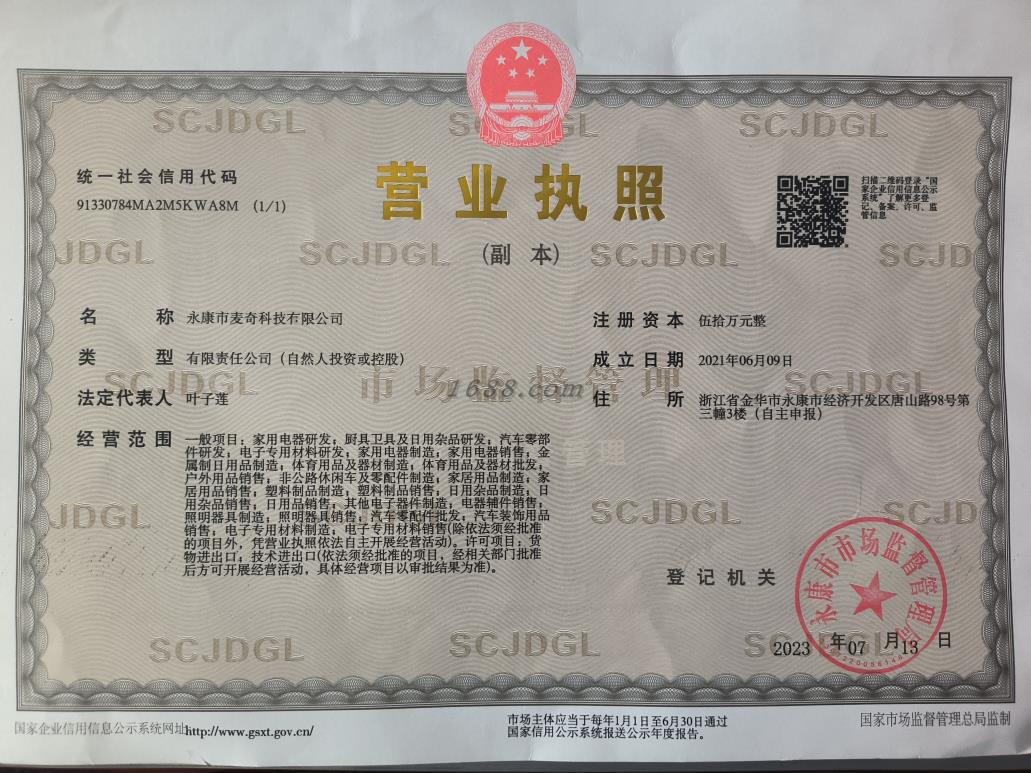 统一社会信用代码
91330784MA2M5KWA8M (1/1)
营业执照
(副 本)
扫描二维码登录“国
家企业信用信息公示
系统”了解更多登
记、备案、许可、监
管信息
名 称 永康市麦奇科技有限公司
类 型 有限责任公司（自然人投资或控股）
法定代表人 叶子莲
经营范围 一般项目：家用电器研发；厨具卫具及日用杂品研发；汽车零部
件研发；电子专用材料研发；家用电器制造；家用电器销售；金
属制日用品制造；体育用品及器材制造；体育用品及器材批发；
户外用品销售；非公路休闲车及零配件制造；家居用品制造；家
居用品销售；塑料制品制造；塑料制品销售；日用杂品制造；日
用杂品销售；日用品销售；其他电子器件制造；电器辅件销售；
照明器具制造；照明器具销售；汽车零配件批发；汽车装饰用品
销售；电子专用材料制造；电子专用材料销售(除依法须经批准
的项目外，凭营业执照依法自主开展经营活动)。许可项目：货
物进出口；技术进出口(依法须经批准的项目，经相关部门批准
后方可开展经营活动，具体经营项目以审批结果为准)。
注册资本 伍拾万元整
成立日期 2021年06月09日
住 所 浙江省金华市永康市经济开发区唐山路98号第
三幢3楼（自主申报）
SCJDGL
市场监督管理
1688.com
登记机关
永康市市场监督管理局
2023 年 07 月 13 日
国家企业信用信息公示系统网址http://www.gsxt.gov.cn/
市场主体应当于每年1月1日至6月30日通过
国家信用公示系统报送公示年度报告。
国家市场监督管理总局监制